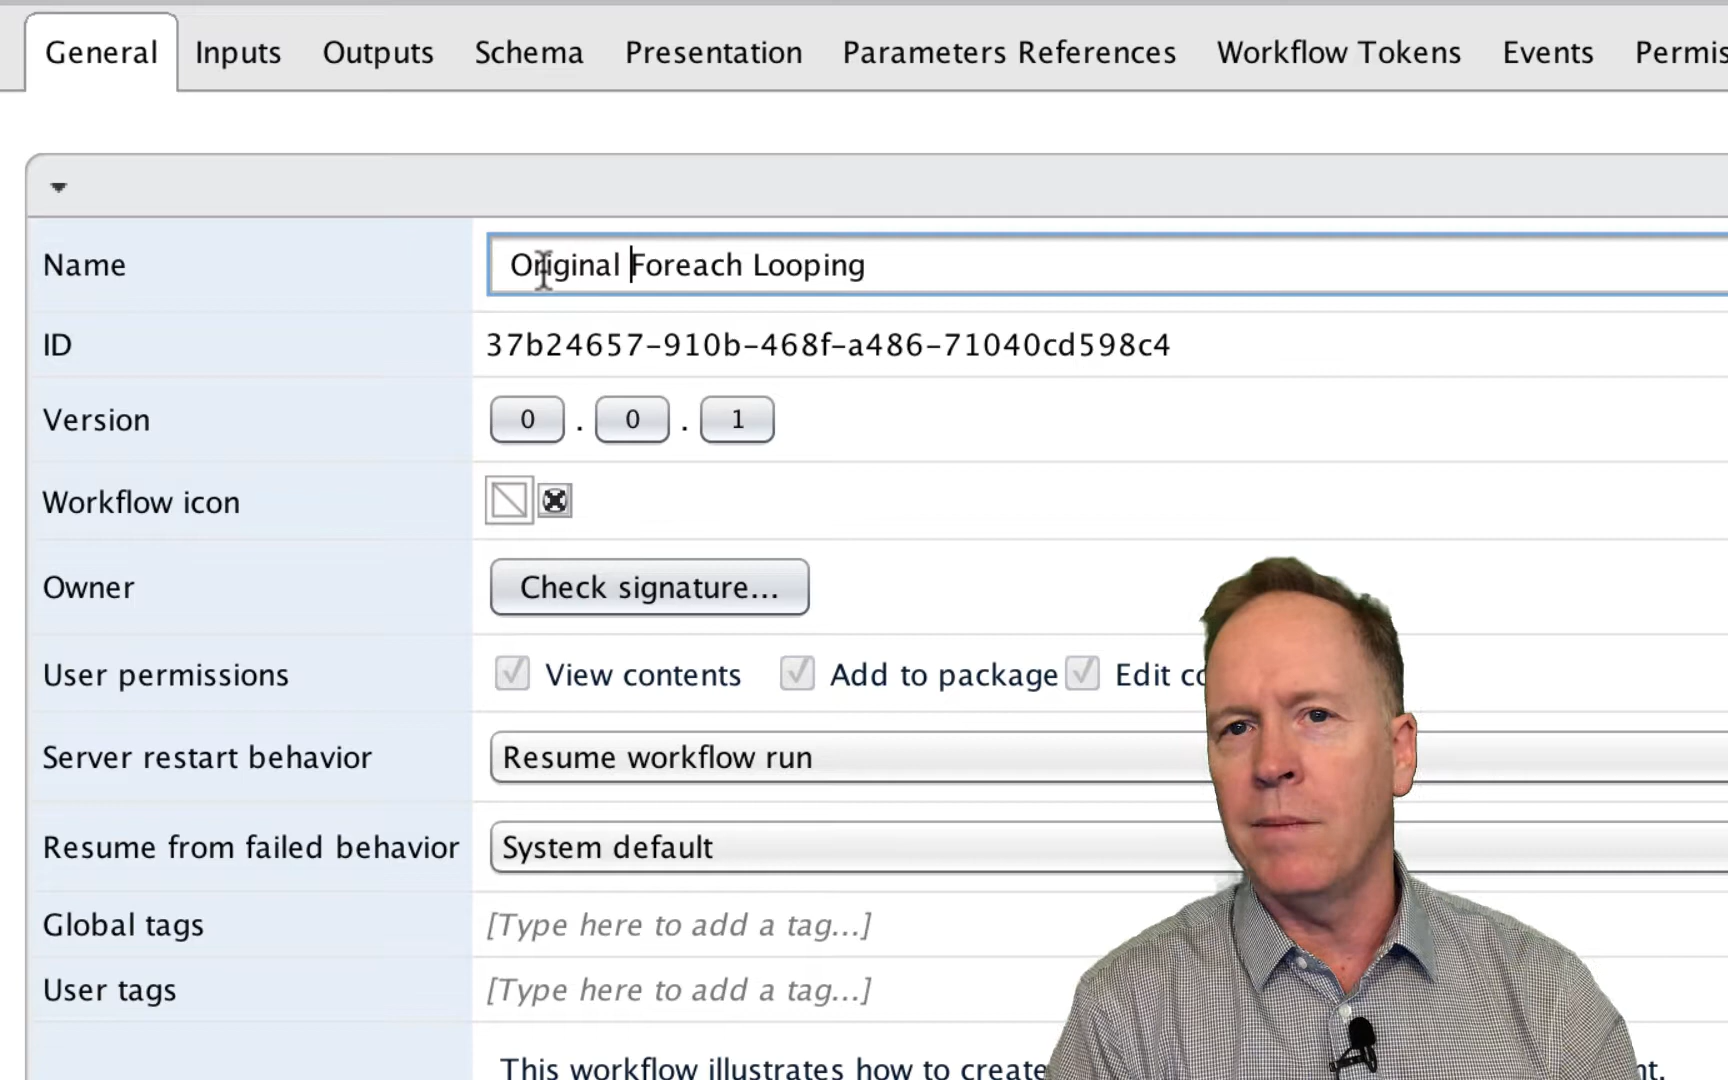 General Inputs Outputs Schema Presentation Parameters References Workflow Tokens Events Permis
Name Original Foreach Looping
ID 37b24657-910b-468f-a486-71040cd598c4
Version 0 . 0 . 1
Workflow icon
Owner Check signature...
User permissions View contents Add to package Edit co
Server restart behavior Resume workflow run
Resume from failed behavior System default
Global tags [Type here to add a tag...]
User tags [Type here to add a tag...]
This workflow illustrates how to create nt.